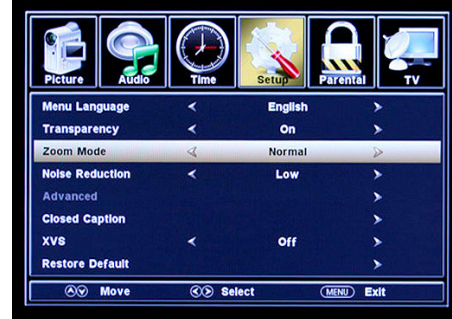 Picture Audio Time Setup Parental TV
Menu Language English
Transparency On
Zoom Mode Normal
Noise Reduction Low
Advanced
Closed Caption
XVS Off
Restore Default
Move Select MENU Exit